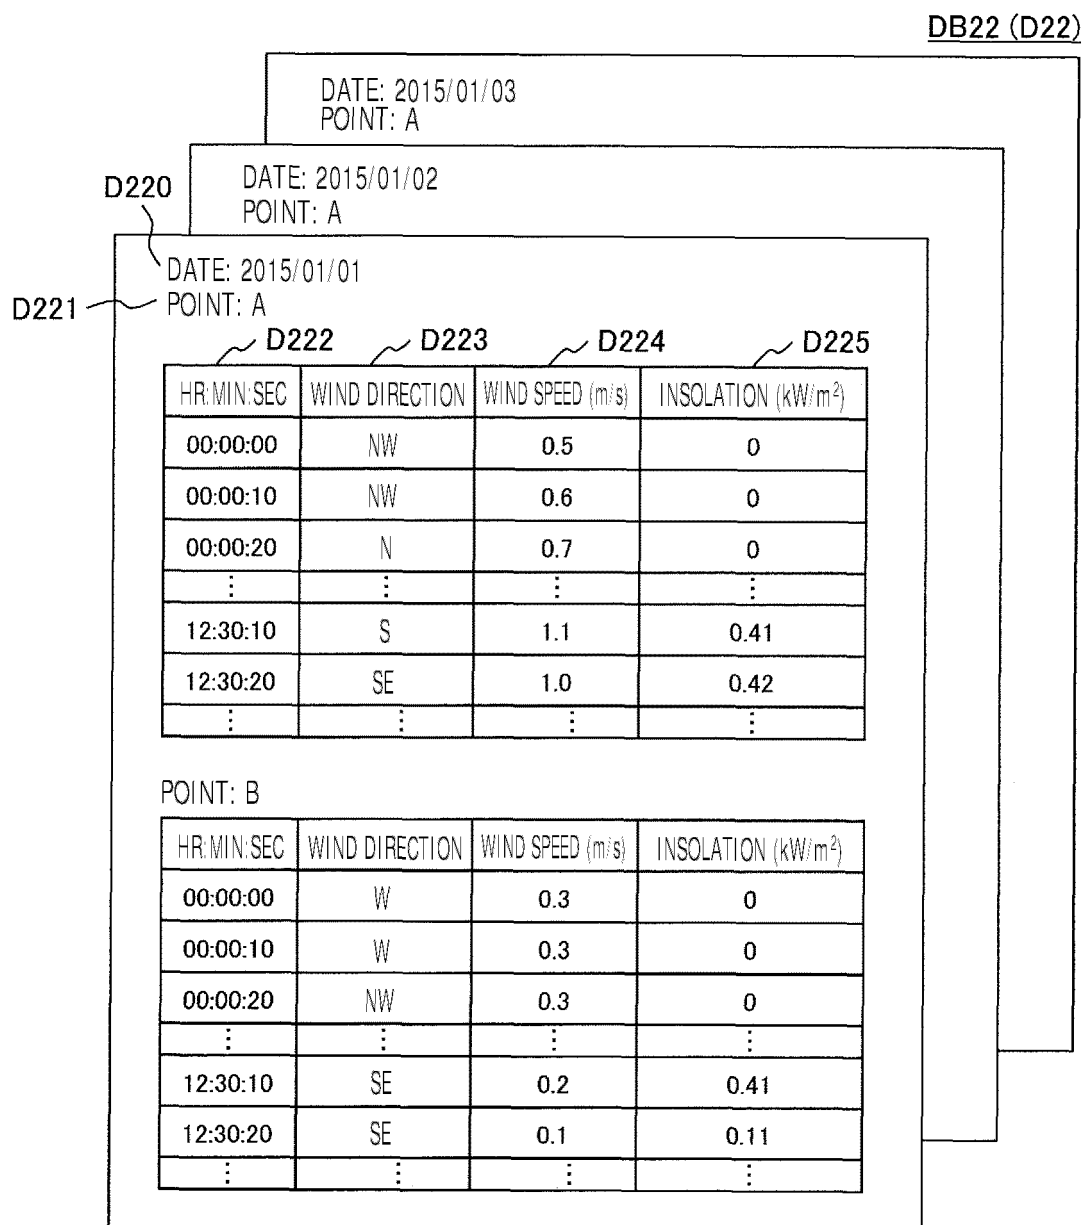 DB22 (D22)
DATE: 2015/01/03
POINT: A
DATE: 2015/01/02
POINT: A
D220
DATE: 2015/01/01
D221
POINT: A
D222 D223 D224 D225
HR:MIN:SEC WIND DIRECTION WIND SPEED (m/s) INSOLATION (kW/m²)
00:00:00 NW 0.5 0
00:00:10 NW 0.6 0
00:00:20 N 0.7 0
⋮ ⋮ ⋮ ⋮
12:30:10 S 1.1 0.41
12:30:20 SE 1.0 0.42
⋮ ⋮ ⋮ ⋮
POINT: B
HR:MIN:SEC WIND DIRECTION WIND SPEED (m/s) INSOLATION (kW/m²)
00:00:00 W 0.3 0
00:00:10 W 0.3 0
00:00:20 NW 0.3 0
⋮ ⋮ ⋮ ⋮
12:30:10 SE 0.2 0.41
12:30:20 SE 0.1 0.11
⋮ ⋮ ⋮ ⋮